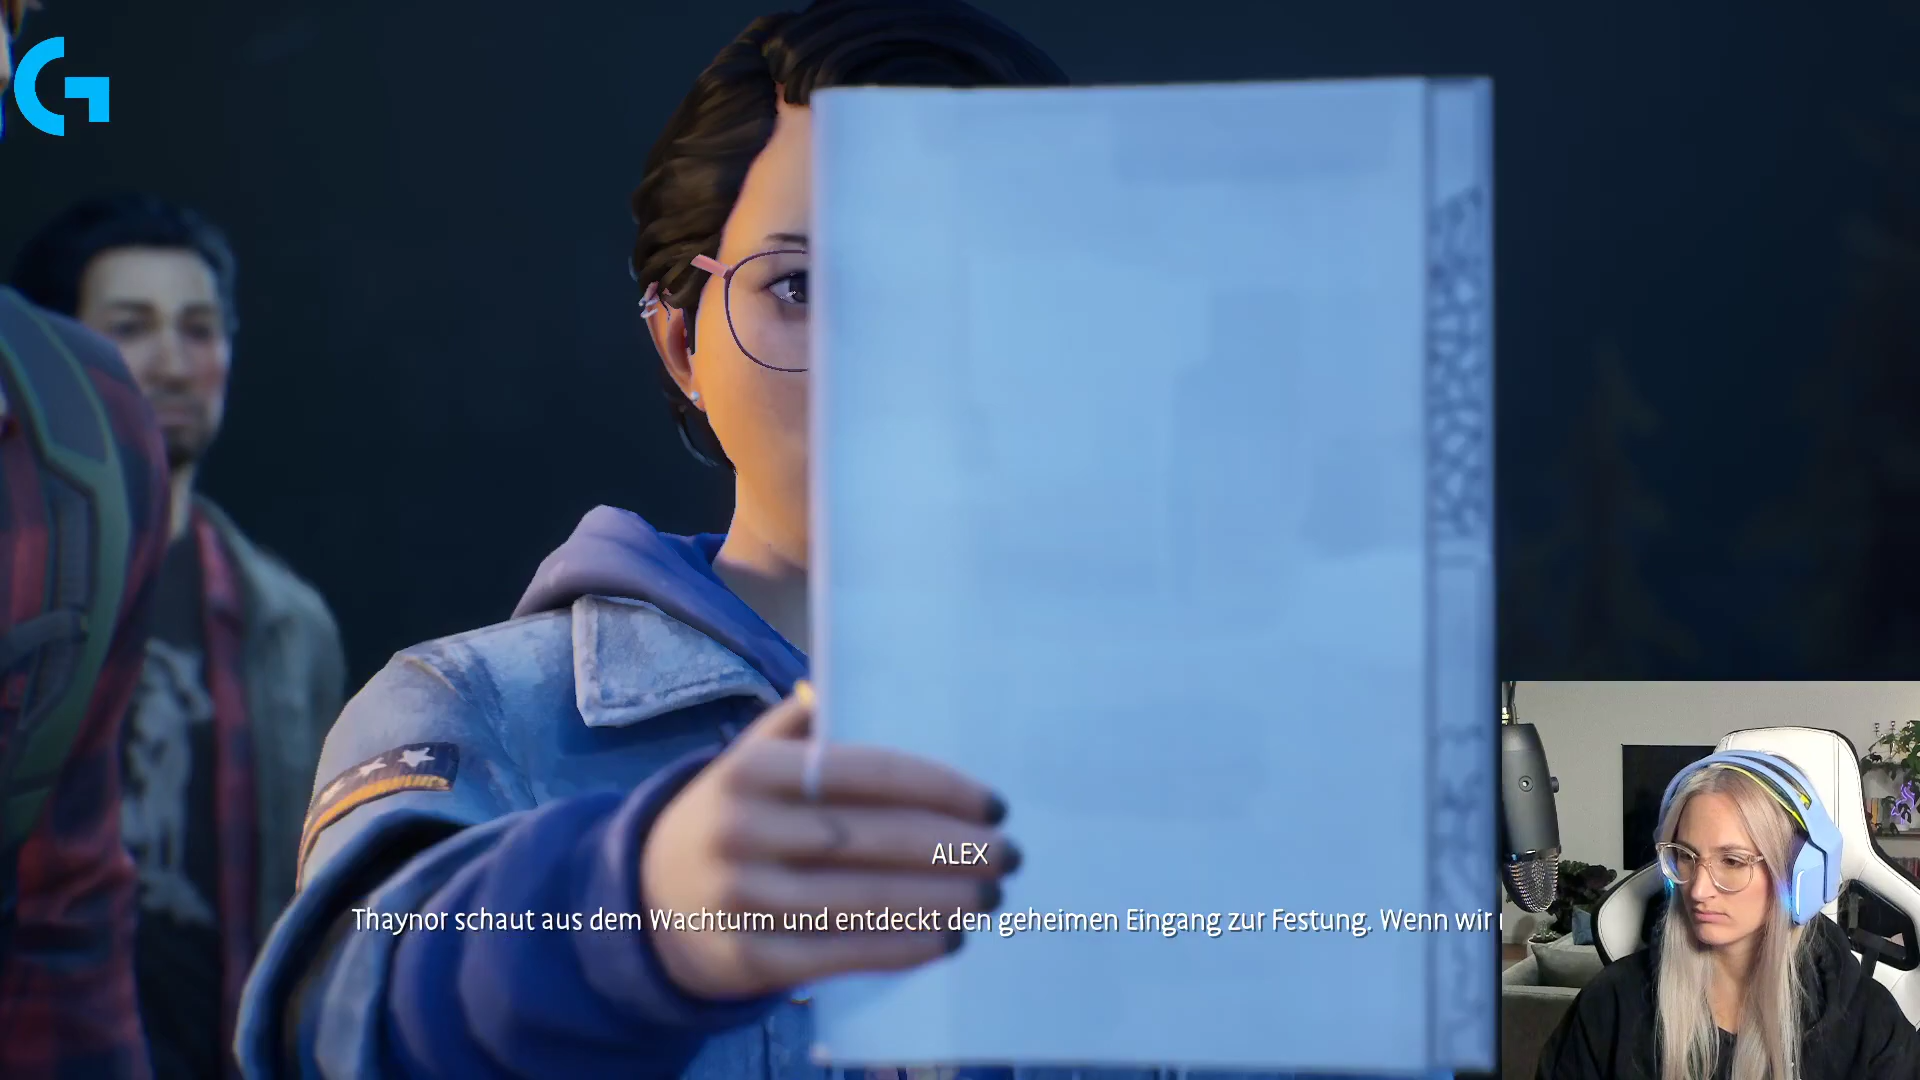 ALEX
Thaynor schaut aus dem Wachturm und entdeckt den geheimen Eingang zur Festung. Wenn wir